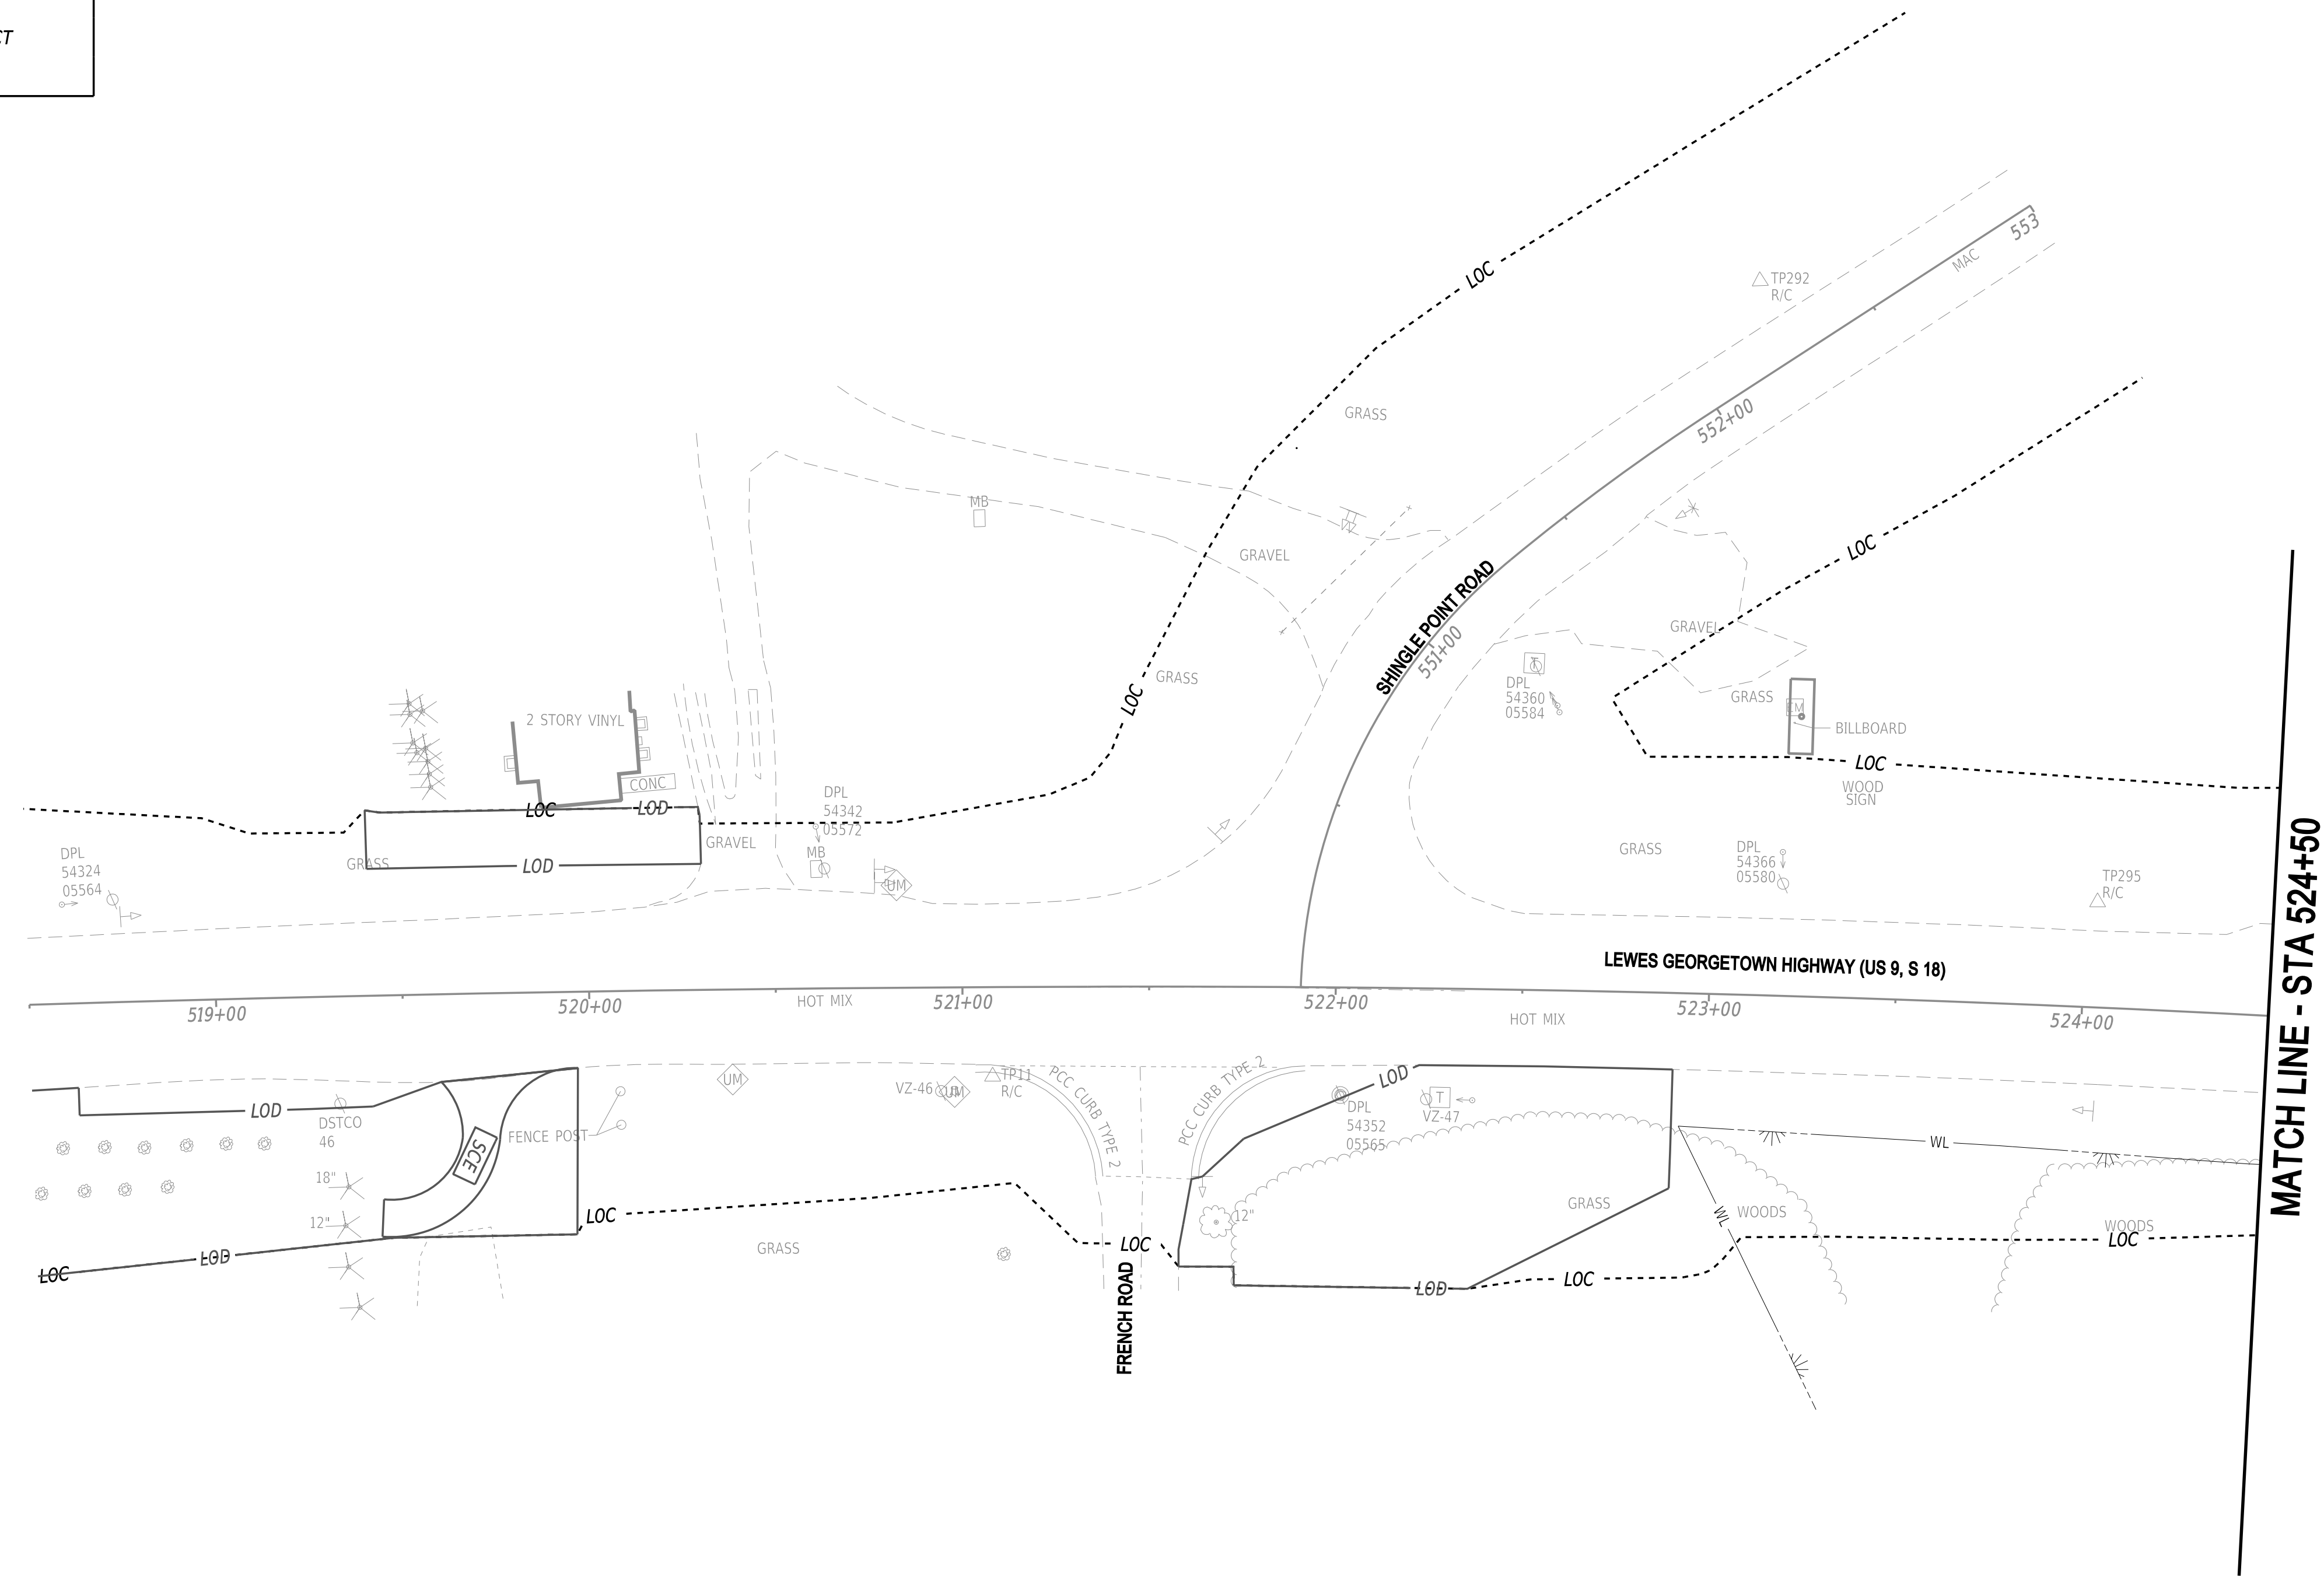 CT
LOC
553
MAC
TP292
R/C
552+00
GRASS
MB
GRAVEL
LOC
SHINGLE POINT ROAD
551+00
GRAVEL
GRASS
LOC
T
DPL
54360
05584
GRASS
EM
BILLBOARD
LOC
WOOD
SIGN
2 STORY VINYL
CONC
LOC
LOD
DPL
54342
05572
GRAVEL
MB
UM
GRASS
LOD
DPL
54324
05564
GRASS
DPL
54366
05580
TP295
R/C
LEWES GEORGETOWN HIGHWAY (US 9, S 18)
MATCH LINE - STA 524+50
519+00
520+00
HOT MIX
521+00
522+00
HOT MIX
523+00
524+00
LOD
DSTCO
46
18"
12"
SCE
FENCE POST
UM
VZ-46
UM
TP11
R/C
PCC CURB TYPE 2
PCC CURB TYPE 2
LOD
DPL
54352
05565
T
VZ-47
WL
WL
GRASS
WOODS
WOODS
LOC
12"
LOC
GRASS
LOC
LOC
LOD
LOC
LOD
FRENCH ROAD